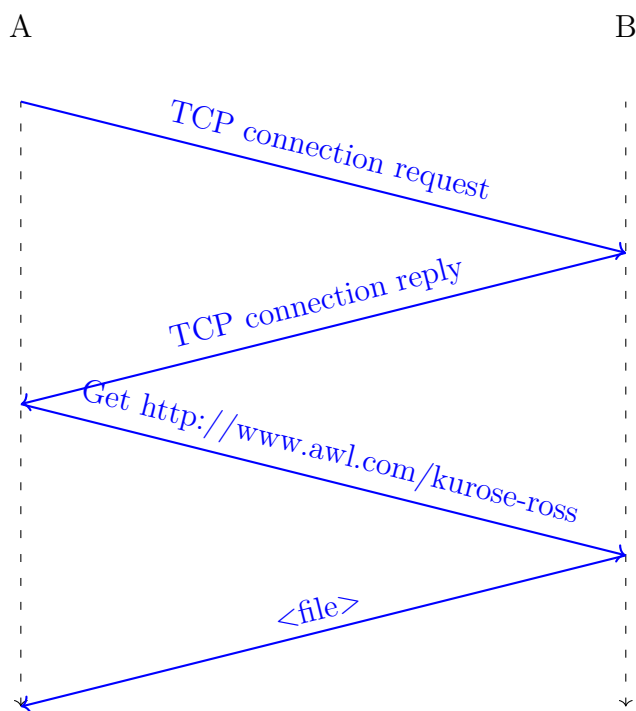 A
B
TCP connection request
TCP connection reply
Get http://www.awl.com/kurose-ross
<file>